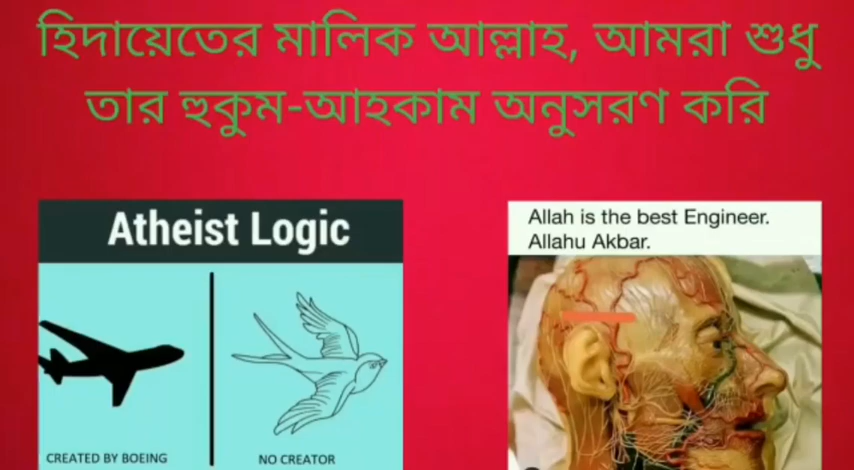 হিদায়েতের মালিক আল্লাহ, আমরা শুধু
তার হুকুম-আহকাম অনুসরণ করি
Atheist Logic
CREATED BY BOEING
NO CREATOR
Allah is the best Engineer.
Allahu Akbar.